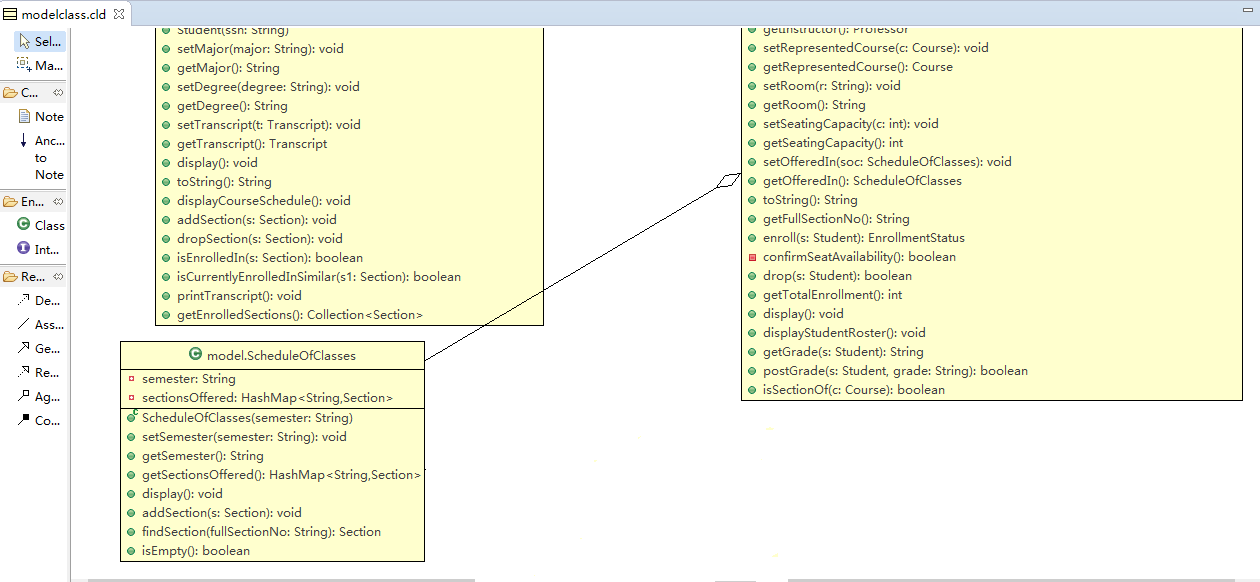 modelclass.cld
Sel...
Ma...
C...
Note
Anc...
to
Note
En...
Class
Int...
Re...
De...
Ass...
Ge...
Re...
Ag...
Co...
Student(ssn: String)
setMajor(major: String): void
getMajor(): String
setDegree(degree: String): void
getDegree(): String
setTranscript(t: Transcript): void
getTranscript(): Transcript
display(): void
toString(): String
displayCourseSchedule(): void
addSection(s: Section): void
dropSection(s: Section): void
isEnrolledIn(s: Section): boolean
isCurrentlyEnrolledInSimilar(s1: Section): boolean
printTranscript(): void
getEnrolledSections(): Collection<Section>
model.ScheduleOfClasses
semester: String
sectionsOffered: HashMap<String,Section>
ScheduleOfClasses(semester: String)
setSemester(semester: String): void
getSemester(): String
getSectionsOffered(): HashMap<String,Section>
display(): void
addSection(s: Section): void
findSection(fullSectionNo: String): Section
isEmpty(): boolean
getInstructor(): Professor
setRepresentedCourse(c: Course): void
getRepresentedCourse(): Course
setRoom(r: String): void
getRoom(): String
setSeatingCapacity(c: int): void
getSeatingCapacity(): int
setOfferedIn(soc: ScheduleOfClasses): void
getOfferedIn(): ScheduleOfClasses
toString(): String
getFullSectionNo(): String
enroll(s: Student): EnrollmentStatus
confirmSeatAvailability(): boolean
drop(s: Student): boolean
getTotalEnrollment(): int
display(): void
displayStudentRoster(): void
getGrade(s: Student): String
postGrade(s: Student, grade: String): boolean
isSectionOf(c: Course): boolean